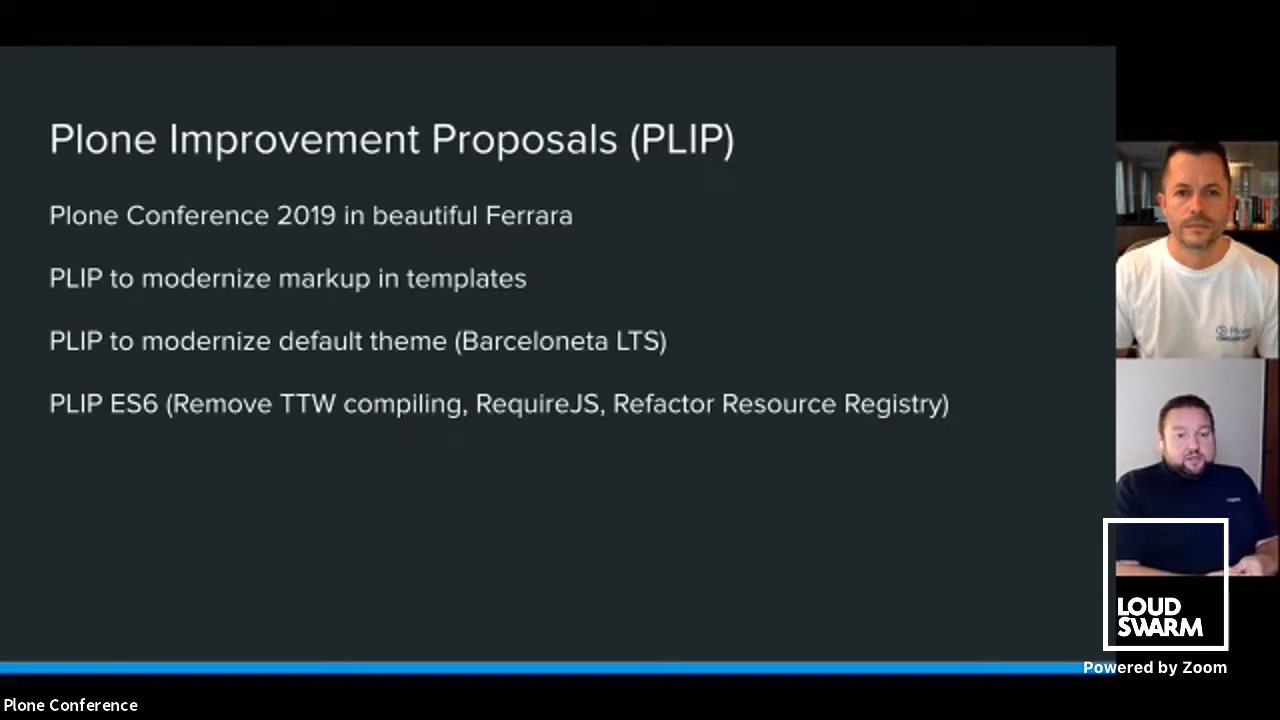 Plone Improvement Proposals (PLIP)
Plone Conference 2019 in beautiful Ferrara
PLIP to modernize markup in templates
PLIP to modernize default theme (Barceloneta LTS)
PLIP ES6 (Remove TTW compiling, RequireJS, Refactor Resource Registry)
LOUD
SWARM
Powered by Zoom
Plone Conference